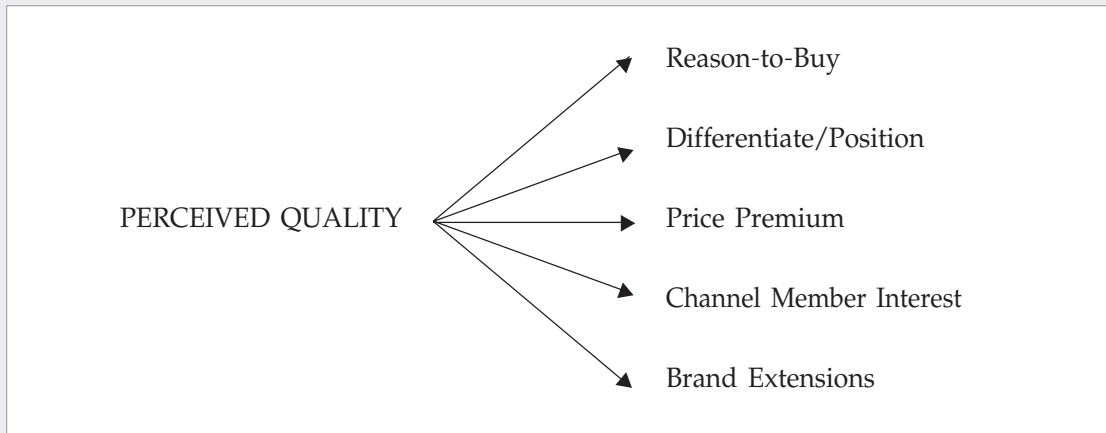 Reason-to-Buy
Differentiate/Position
PERCEIVED QUALITY
Price Premium
Channel Member Interest
Brand Extensions